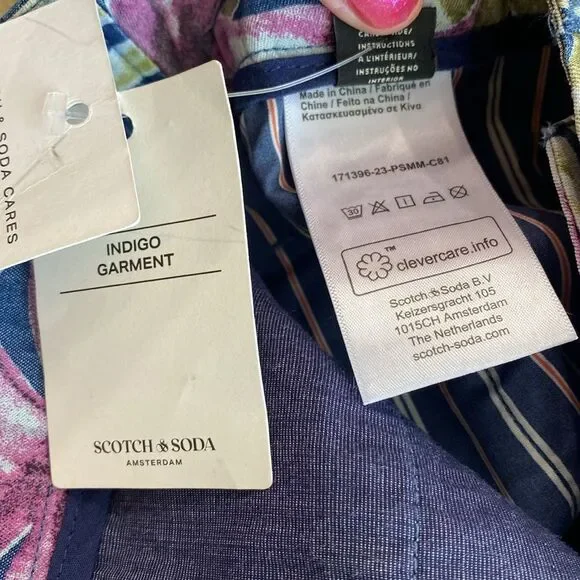 & SODA CARES
INDIGO
GARMENT
SCOTCH & SODA
AMSTERDAM
INSTRUCTIONS
À L'INTÉRIEUR/
INSTRUÇÕES NO
INTERIOR
Made in China / Fabriqué en
Chine / Feito na China /
Κατασκευασμένο σε Κίνα
171396-23-PSMM-C81
30
™
clevercare.info
Scotch & Soda B.V
Keizersgracht 105
1015CH Amsterdam
The Netherlands
scotch-soda.com